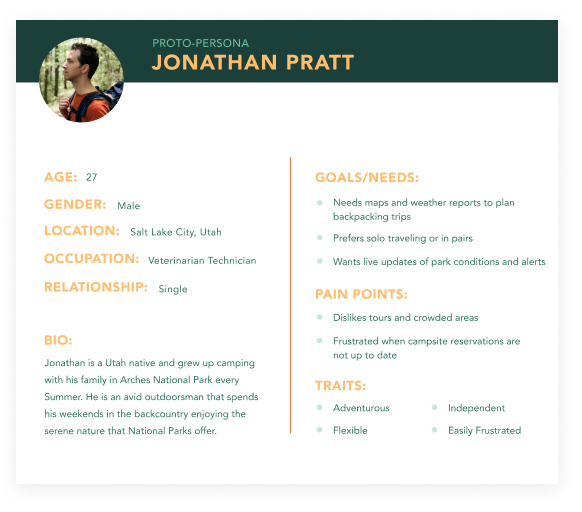 PROTO-PERSONA
JONATHAN PRATT
AGE: 27
GENDER: Male
LOCATION: Salt Lake City, Utah
OCCUPATION: Veterinarian Technician
RELATIONSHIP: Single
BIO:
Jonathan is a Utah native and grew up camping
with his family in Arches National Park every
Summer. He is an avid outdoorsman that spends
his weekends in the backcountry enjoying the
serene nature that National Parks offer.
GOALS/NEEDS:
Needs maps and weather reports to plan
backpacking trips
Prefers solo traveling or in pairs
Wants live updates of park conditions and alerts
PAIN POINTS:
Dislikes tours and crowded areas
Frustrated when campsite reservations are
not up to date
TRAITS:
Adventurous
Independent
Flexible
Easily Frustrated